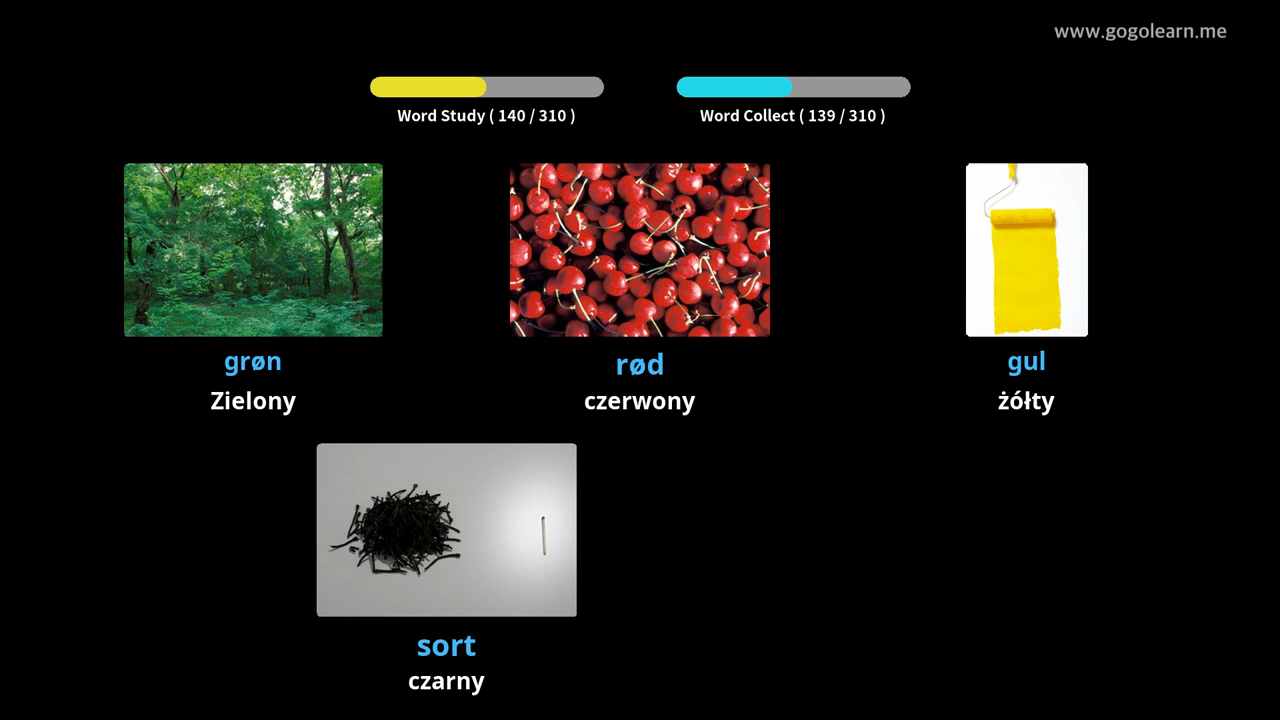 www.gogolearn.me
Word Study ( 140 / 310 )
Word Collect ( 139 / 310 )
grøn
Zielony
rød
czerwony
gul
żółty
sort
czarny